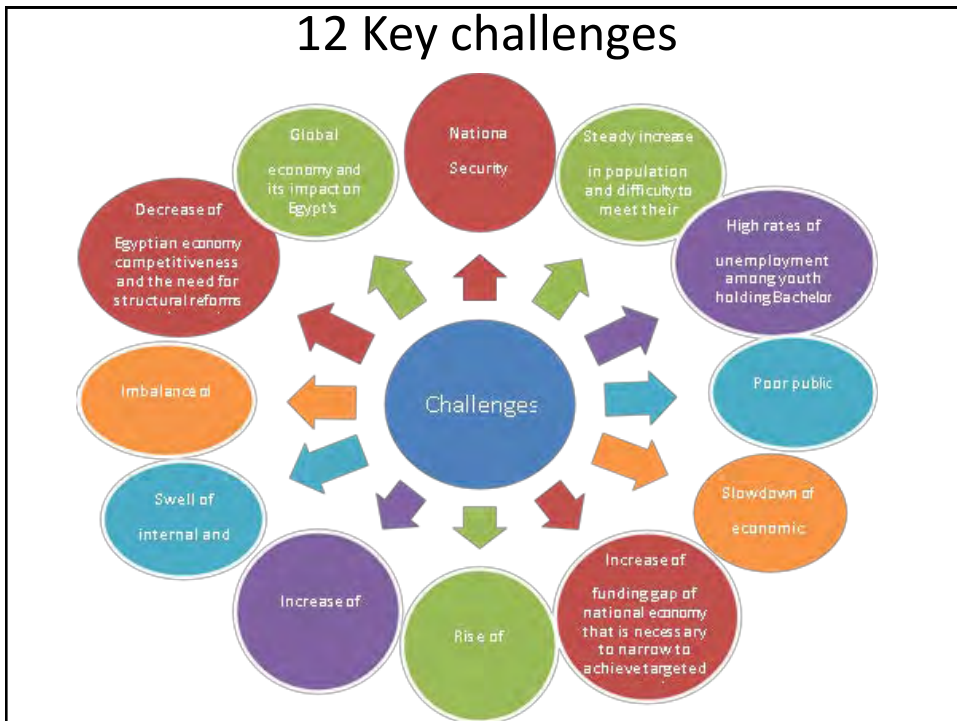 12 Key challenges
Nationa
Security
Steady increase
in population
and difficulty to
meet their
High rates of
unemployment
among youth
holding Bachelor
Poor public
Slowdown of
economic
Increase of
funding gap of
national economy
that is necessary
to narrow to
achieve targeted
Rise of
Increase of
Swell of
internal and
Imbalance of
Decrease of
Egyptian economy
competitiveness
and the need for
structural reforms
Global
economy and
its impact on
Egypt's
Challenges